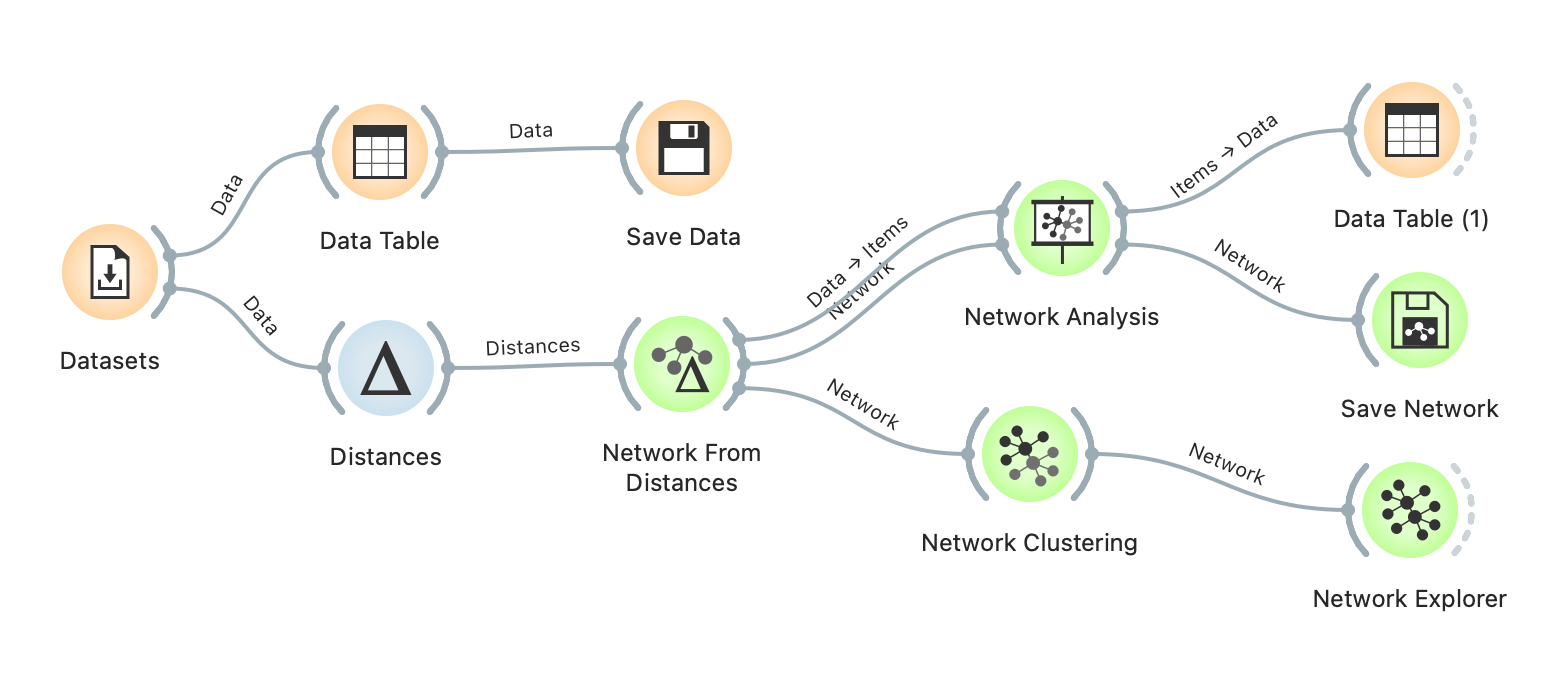 Data
Data Table
Data
Save Data
Datasets
Data
Distances
Distances
Network From
Distances
Data → Items
Network
Network
Network Analysis
Items → Data
Data Table (1)
Network
Save Network
Network Clustering
Network
Network Explorer